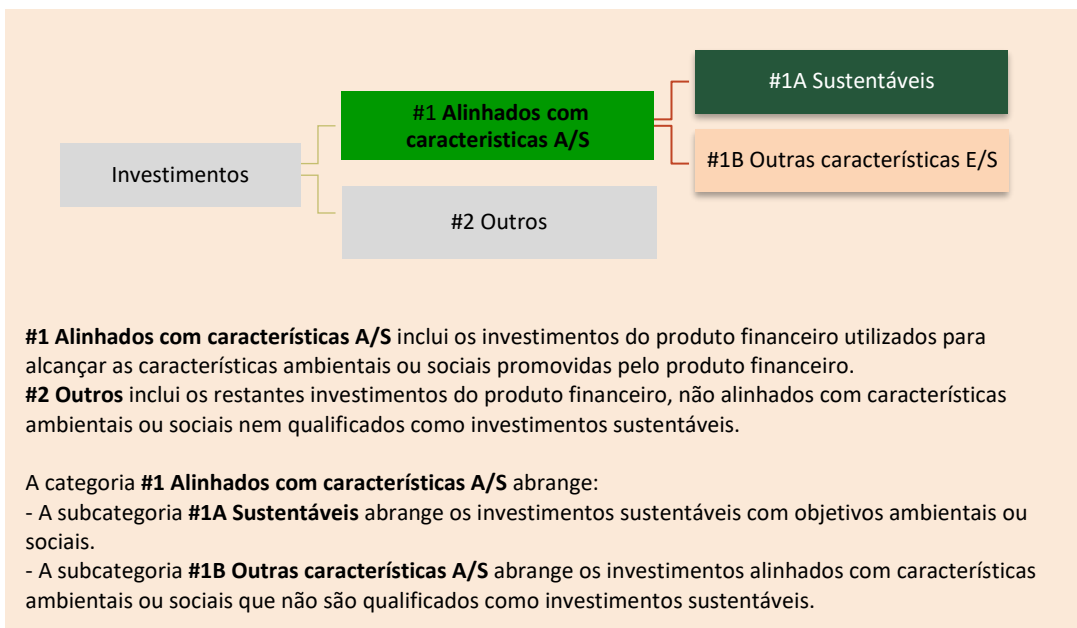 #1A Sustentáveis
#1 Alinhados com
caracteristicas A/S
#1B Outras características E/S
Investimentos
#2 Outros
#1 Alinhados com características A/S inclui os investimentos do produto financeiro utilizados para
alcançar as características ambientais ou sociais promovidas pelo produto financeiro.
#2 Outros inclui os restantes investimentos do produto financeiro, não alinhados com características
ambientais ou sociais nem qualificados como investimentos sustentáveis.
A categoria #1 Alinhados com características A/S abrange:
- A subcategoria #1A Sustentáveis abrange os investimentos sustentáveis com objetivos ambientais ou
sociais.
- A subcategoria #1B Outras características A/S abrange os investimentos alinhados com características
ambientais ou sociais que não são qualificados como investimentos sustentáveis.